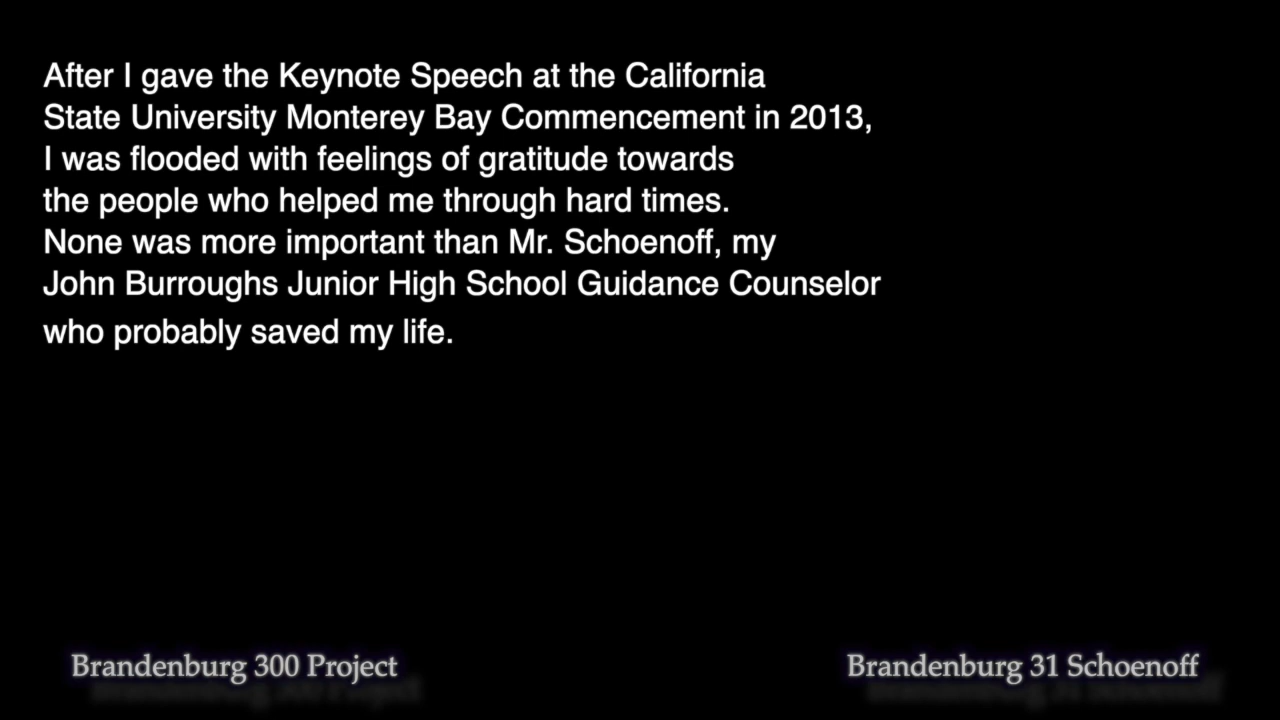 After I gave the Keynote Speech at the California
State University Monterey Bay Commencement in 2013,
I was flooded with feelings of gratitude towards
the people who helped me through hard times.
None was more important than Mr. Schoenoff, my
John Burroughs Junior High School Guidance Counselor
who probably saved my life.
Brandenburg 300 Project
Brandenburg 31 Schoenoff